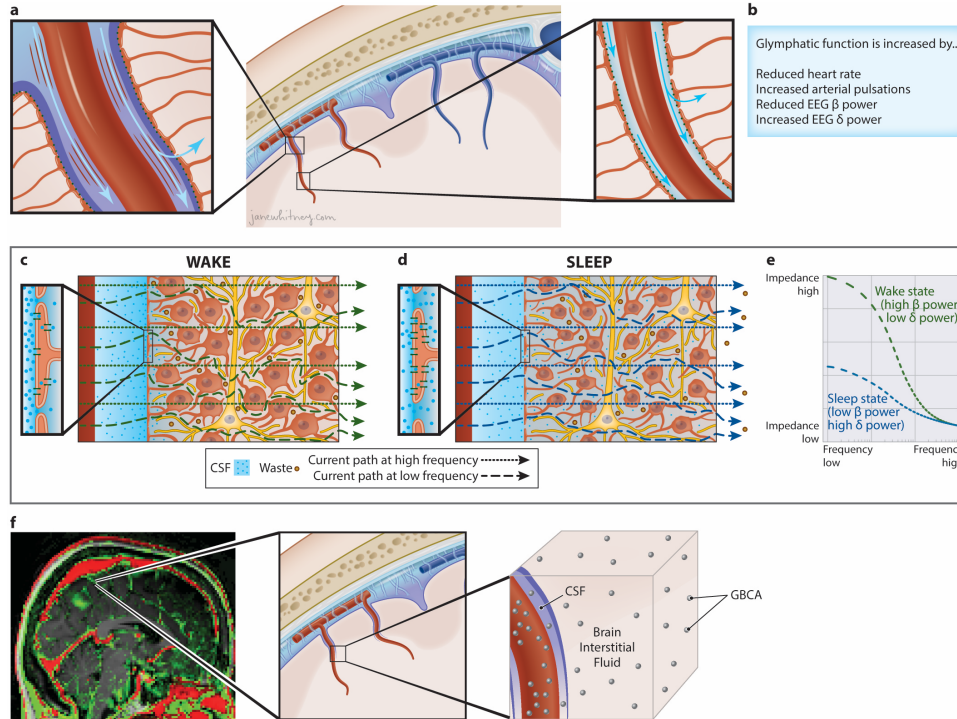 a
janewhitney.com
b
Glymphatic function is increased by..
Reduced heart rate
Increased arterial pulsations
Reduced EEG β power
Increased EEG δ power
c
WAKE
d
SLEEP
e
Impedance
high
Wake state
(high β power
low δ power)
Sleep state
(low β power
high δ power)
Impedance
low
Frequency
low
Frequenc
hig
CSF
Waste
Current path at high frequency
Current path at low frequency
f
CSF
GBCA
Brain
Interstitial
Fluid